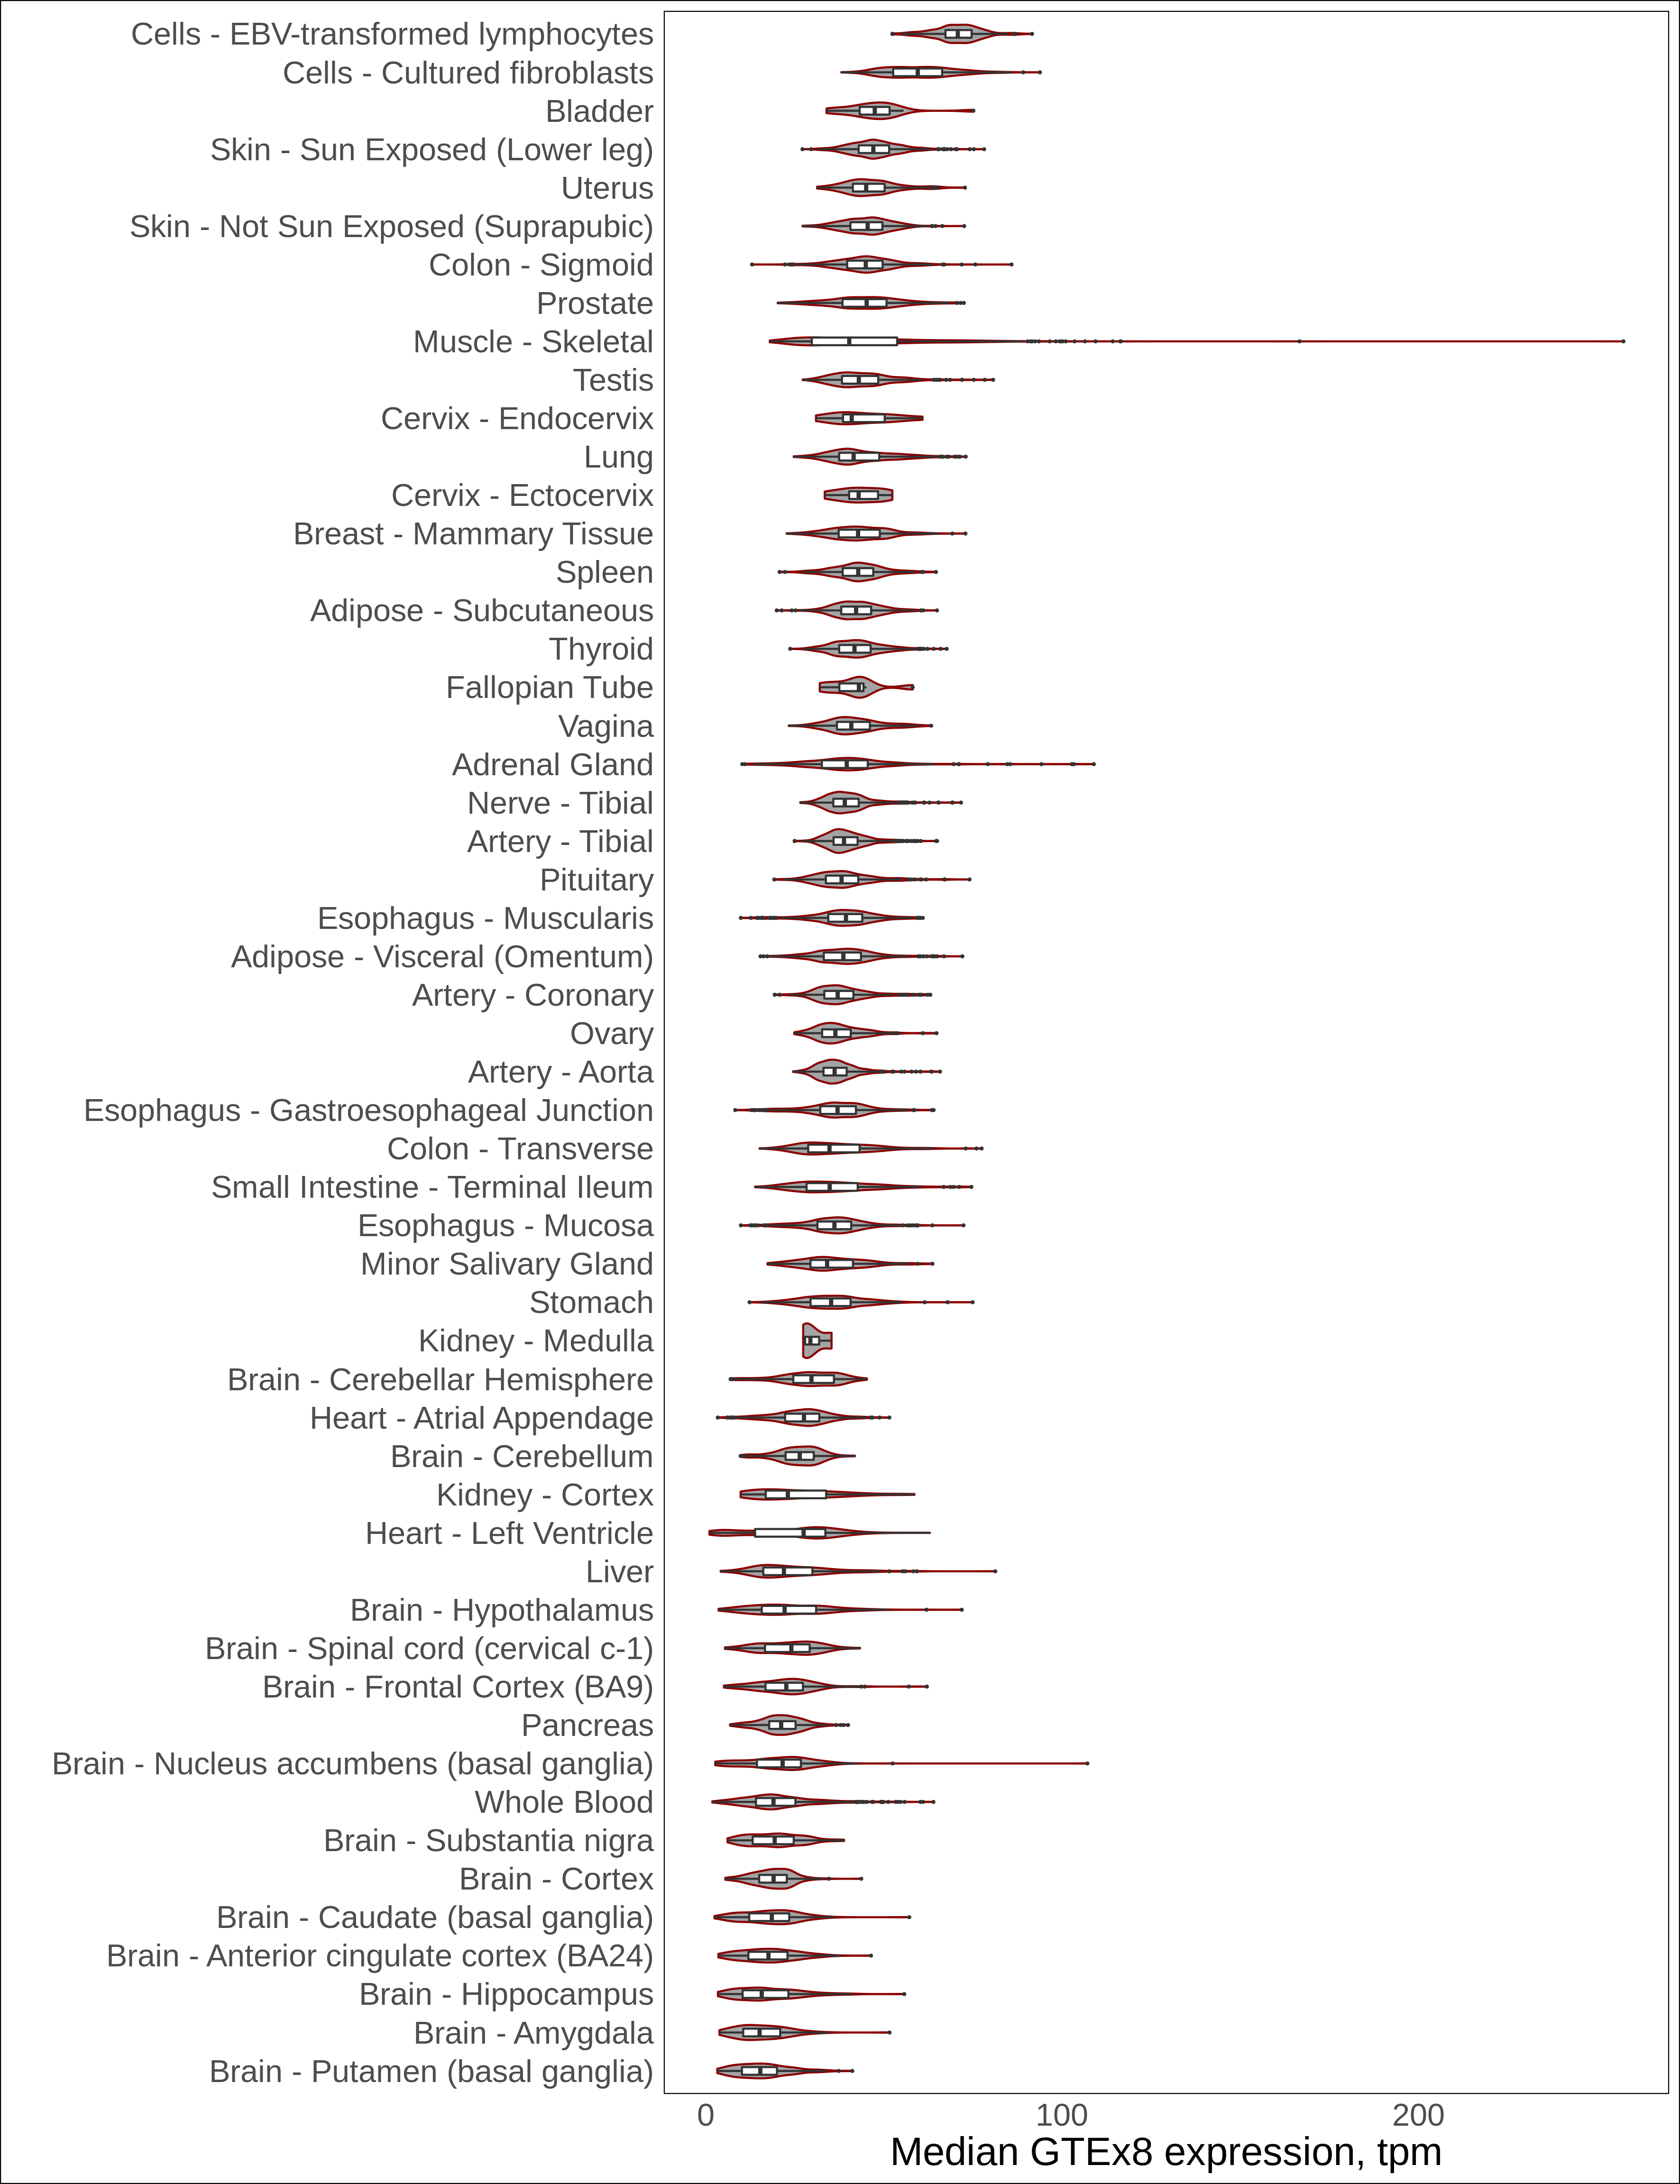 Cells - EBV-transformed lymphocytes
Cells - Cultured fibroblasts
Bladder
Skin - Sun Exposed (Lower leg)
Uterus
Skin - Not Sun Exposed (Suprapubic)
Colon - Sigmoid
Prostate
Muscle - Skeletal
Testis
Cervix - Endocervix
Lung
Cervix - Ectocervix
Breast - Mammary Tissue
Spleen
Adipose - Subcutaneous
Thyroid
Fallopian Tube
Vagina
Adrenal Gland
Nerve - Tibial
Artery - Tibial
Pituitary
Esophagus - Muscularis
Adipose - Visceral (Omentum)
Artery - Coronary
Ovary
Artery - Aorta
Esophagus - Gastroesophageal Junction
Colon - Transverse
Small Intestine - Terminal Ileum
Esophagus - Mucosa
Minor Salivary Gland
Stomach
Kidney - Medulla
Brain - Cerebellar Hemisphere
Heart - Atrial Appendage
Brain - Cerebellum
Kidney - Cortex
Heart - Left Ventricle
Liver
Brain - Hypothalamus
Brain - Spinal cord (cervical c-1)
Brain - Frontal Cortex (BA9)
Pancreas
Brain - Nucleus accumbens (basal ganglia)
Whole Blood
Brain - Substantia nigra
Brain - Cortex
Brain - Caudate (basal ganglia)
Brain - Anterior cingulate cortex (BA24)
Brain - Hippocampus
Brain - Amygdala
Brain - Putamen (basal ganglia)
0 100 200
Median GTEx8 expression, tpm